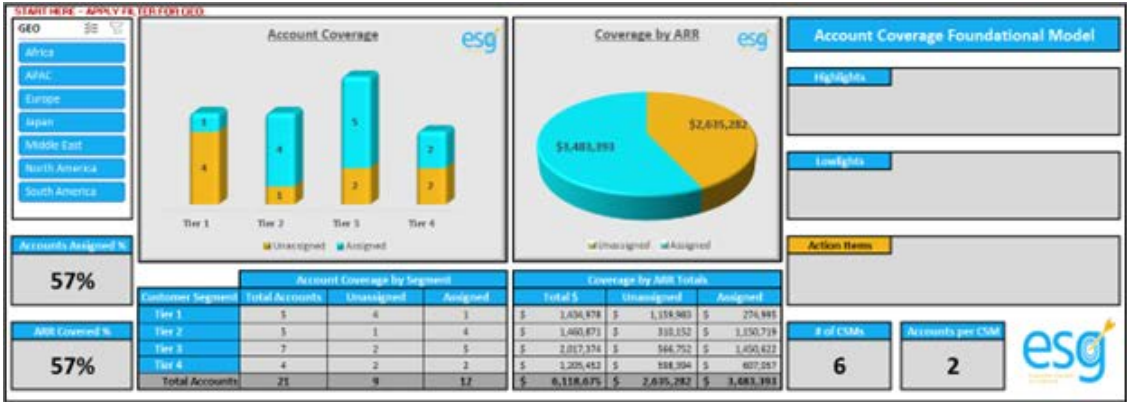 START HERE - APPLY FILTER FOR GEO
GEO
Africa
APAC
Europe
Japan
Middle East
North America
South America
Accounts Assigned %
57%
ARR Covered %
57%
Account Coverage
esg
1
4
5
2
4
1
2
2
Tier 1 Tier 2 Tier 3 Tier 4
Unassigned Assigned
Coverage by ARR
esg
$2,635,282
$3,483,393
Unassigned Assigned
Account Coverage by Segment
Customer Segment Total Accounts Unassigned Assigned
Tier 1 5 4 1
Tier 2 5 1 4
Tier 3 7 2 5
Tier 4 4 2 2
Total Accounts 21 9 12
Coverage by ARR Totals
Total $ Unassigned Assigned
$ 1,434,978 $ 1,159,983 $ 274,995
$ 1,460,871 $ 310,152 $ 1,150,719
$ 2,017,374 $ 566,752 $ 1,450,622
$ 1,205,452 $ $ 607,057
$ 6,118,675 $ 2,635,282 $ 3,483,393
Account Coverage Foundational Model
Highlights
Lowlights
Action Items
# of CSMs
6
Accounts per CSM
2
esg